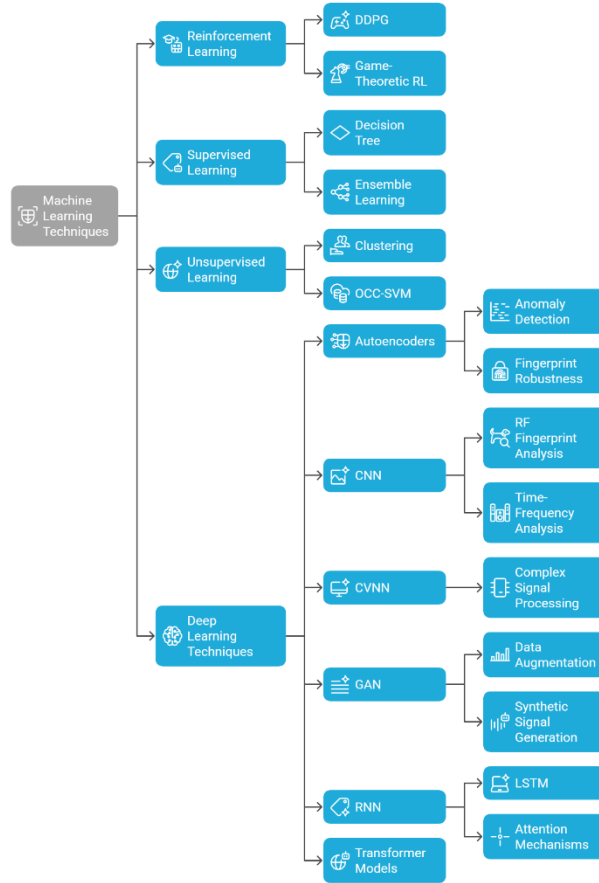 Machine
Learning
Techniques
Reinforcement
Learning
DDPG
Game-
Theoretic RL
Supervised
Learning
Decision
Tree
Ensemble
Learning
Unsupervised
Learning
Clustering
OCC-SVM
Deep
Learning
Techniques
Autoencoders
Anomaly
Detection
Fingerprint
Robustness
CNN
RF
Fingerprint
Analysis
Time-
Frequency
Analysis
CVNN
Complex
Signal
Processing
GAN
Data
Augmentation
Synthetic
Signal
Generation
RNN
LSTM
Attention
Mechanisms
Transformer
Models